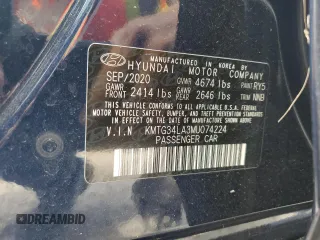 MANUFACTURED IN KOREA BY
HYUNDAI MOTOR COMPANY
SEP/2020 GVWR 4674 lbs PAINT RY5
GAWR FRONT 2414 lbs GAWR REAR 2646 lbs TRIM NNB
THIS VEHICLE CONFORMS TO ALL APPLICABLE U.S.A. FEDERAL
MOTOR VEHICLE SAFETY, BUMPER, AND THEFT PREVENTION
STANDARDS IN EFFECT ON THE DATE OF MANUFACTURE
SHOWN ABOVE.
V.I.N KMTG34LA3MU074224
PASSENGER CAR
DREAMBID